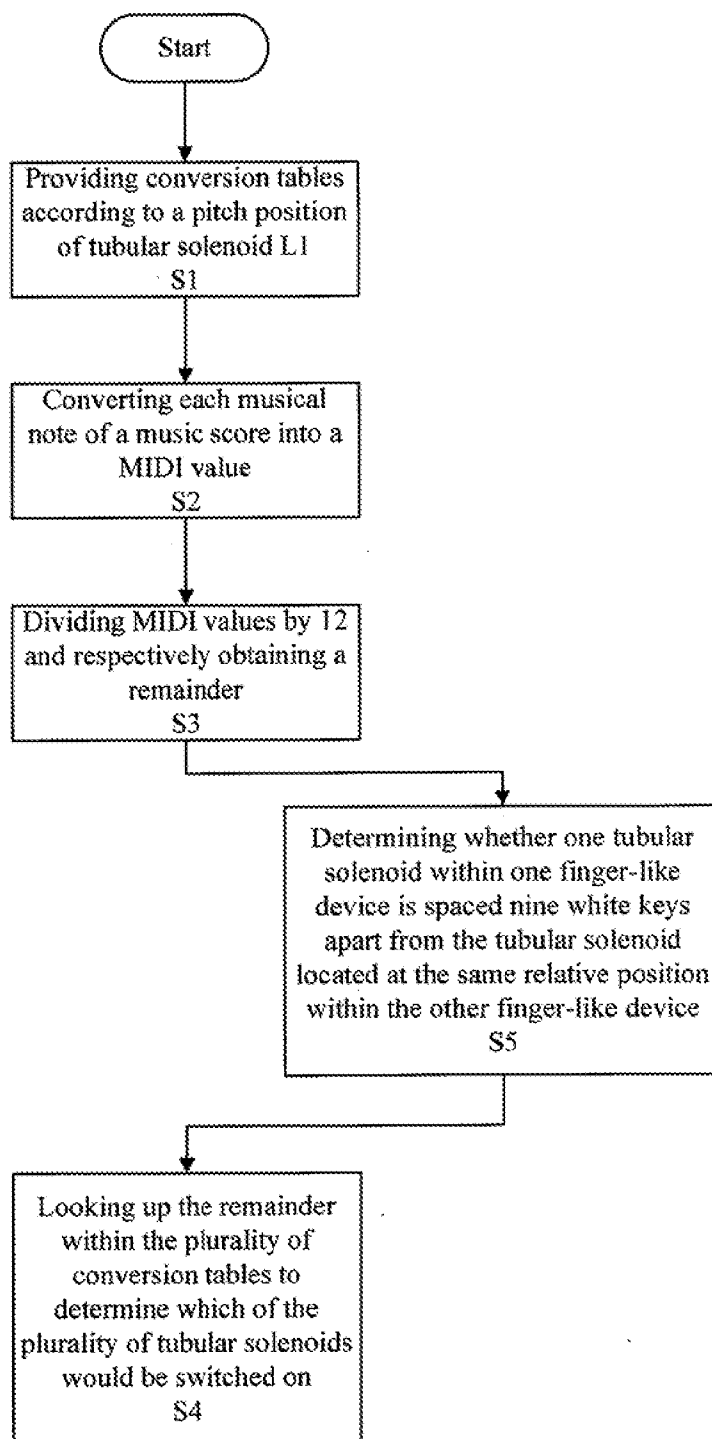 Start
Providing conversion tables
according to a pitch position
of tubular solenoid L1
S1
Converting each musical
note of a music score into a
MIDI value
S2
Dividing MIDI values by 12
and respectively obtaining a
remainder
S3
Determining whether one tubular
solenoid within one finger-like
device is spaced nine white keys
apart from the tubular solenoid
located at the same relative position
within the other finger-like device
S5
Looking up the remainder
within the plurality of
conversion tables to
determine which of the
plurality of tubular solenoids
would be switched on
S4